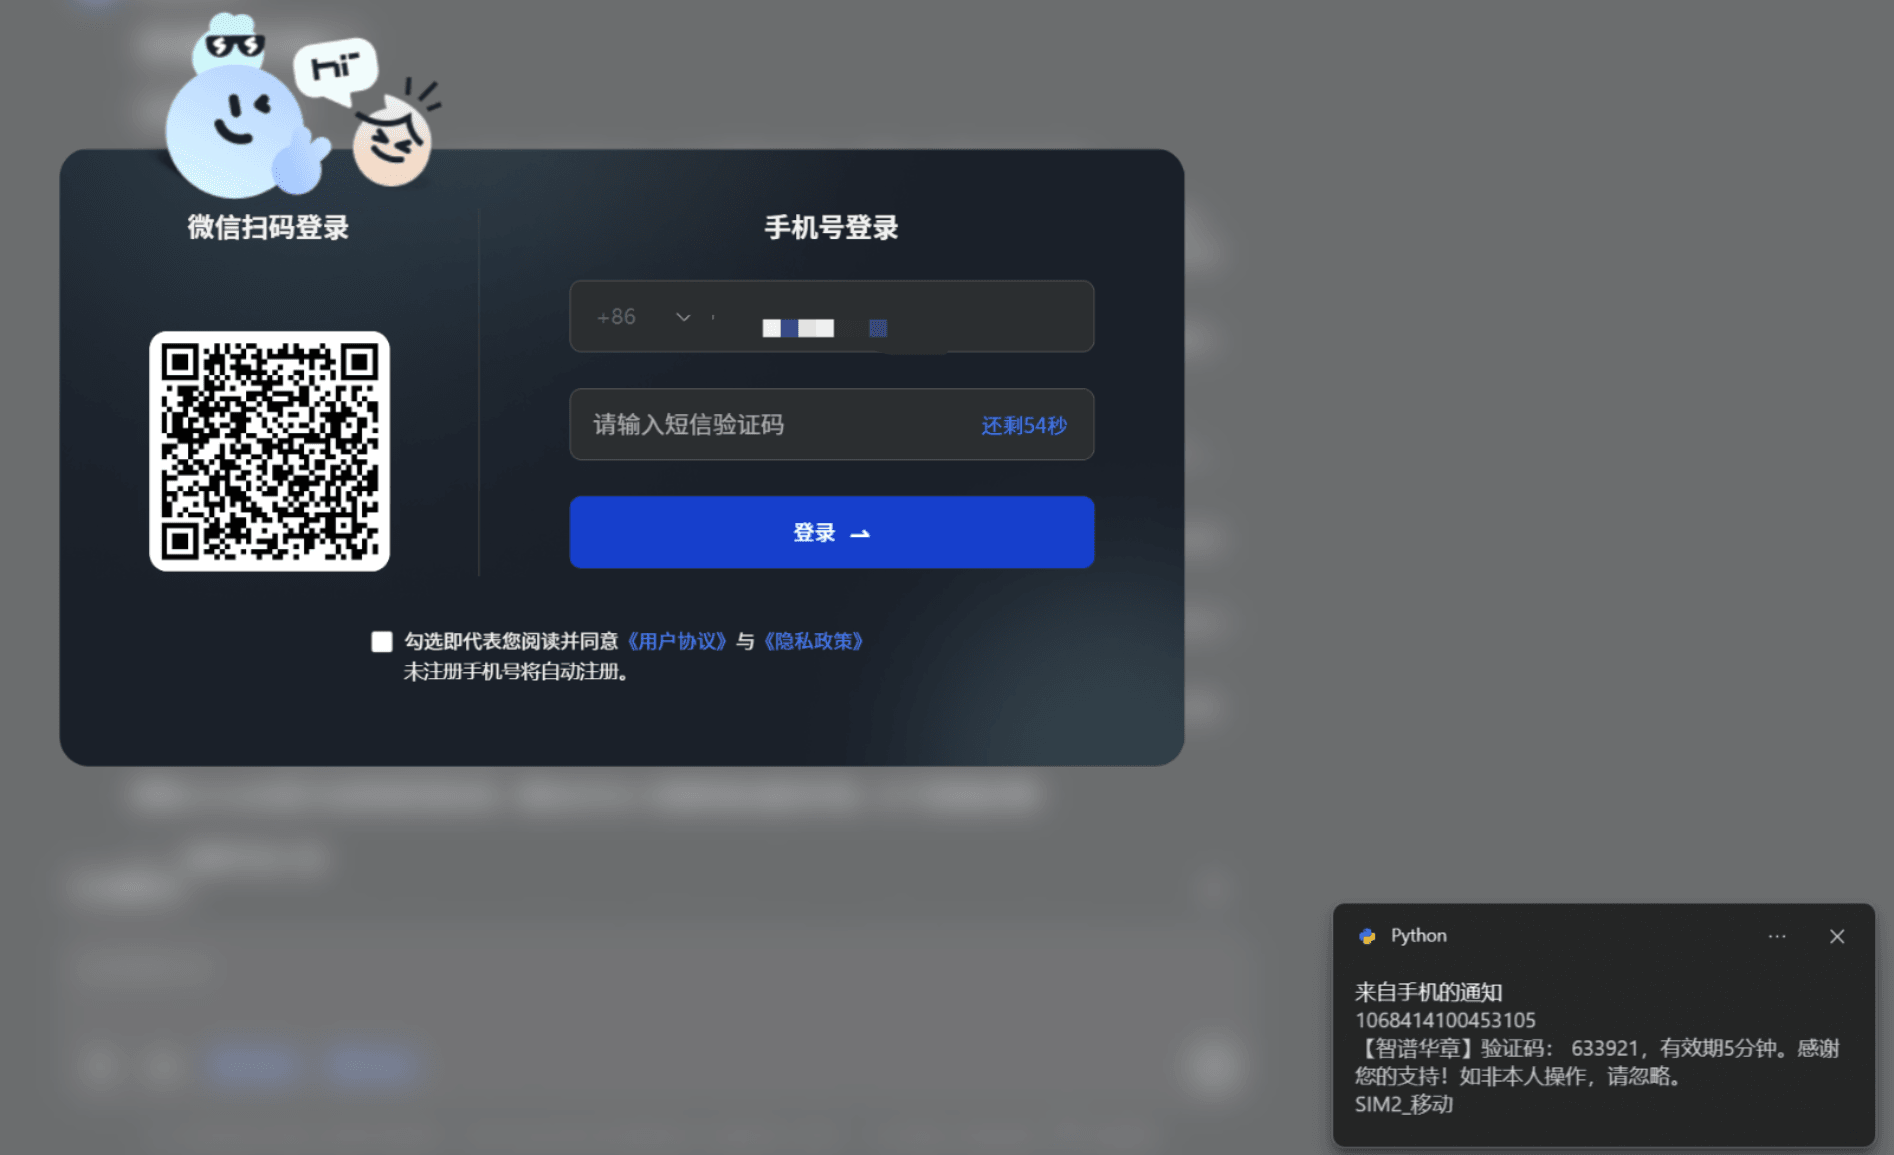 hi
微信扫码登录
手机号登录
+86
请输入短信验证码
还剩54秒
登录
勾选即代表您阅读并同意《用户协议》与《隐私政策》
未注册手机号将自动注册。
Python
来自手机的通知
1068414100453105
【智谱华章】验证码： 633921，有效期5分钟。感谢
您的支持！如非本人操作，请忽略。
SIM2_移动